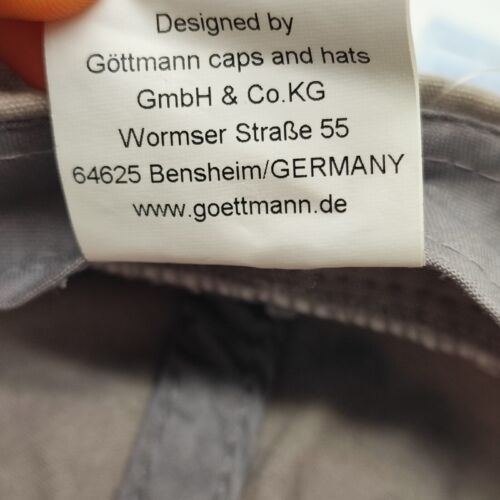 Designed by
Göttmann caps and hats
GmbH & Co.KG
Wormser Straße 55
64625 Bensheim/GERMANY
www.goettmann.de